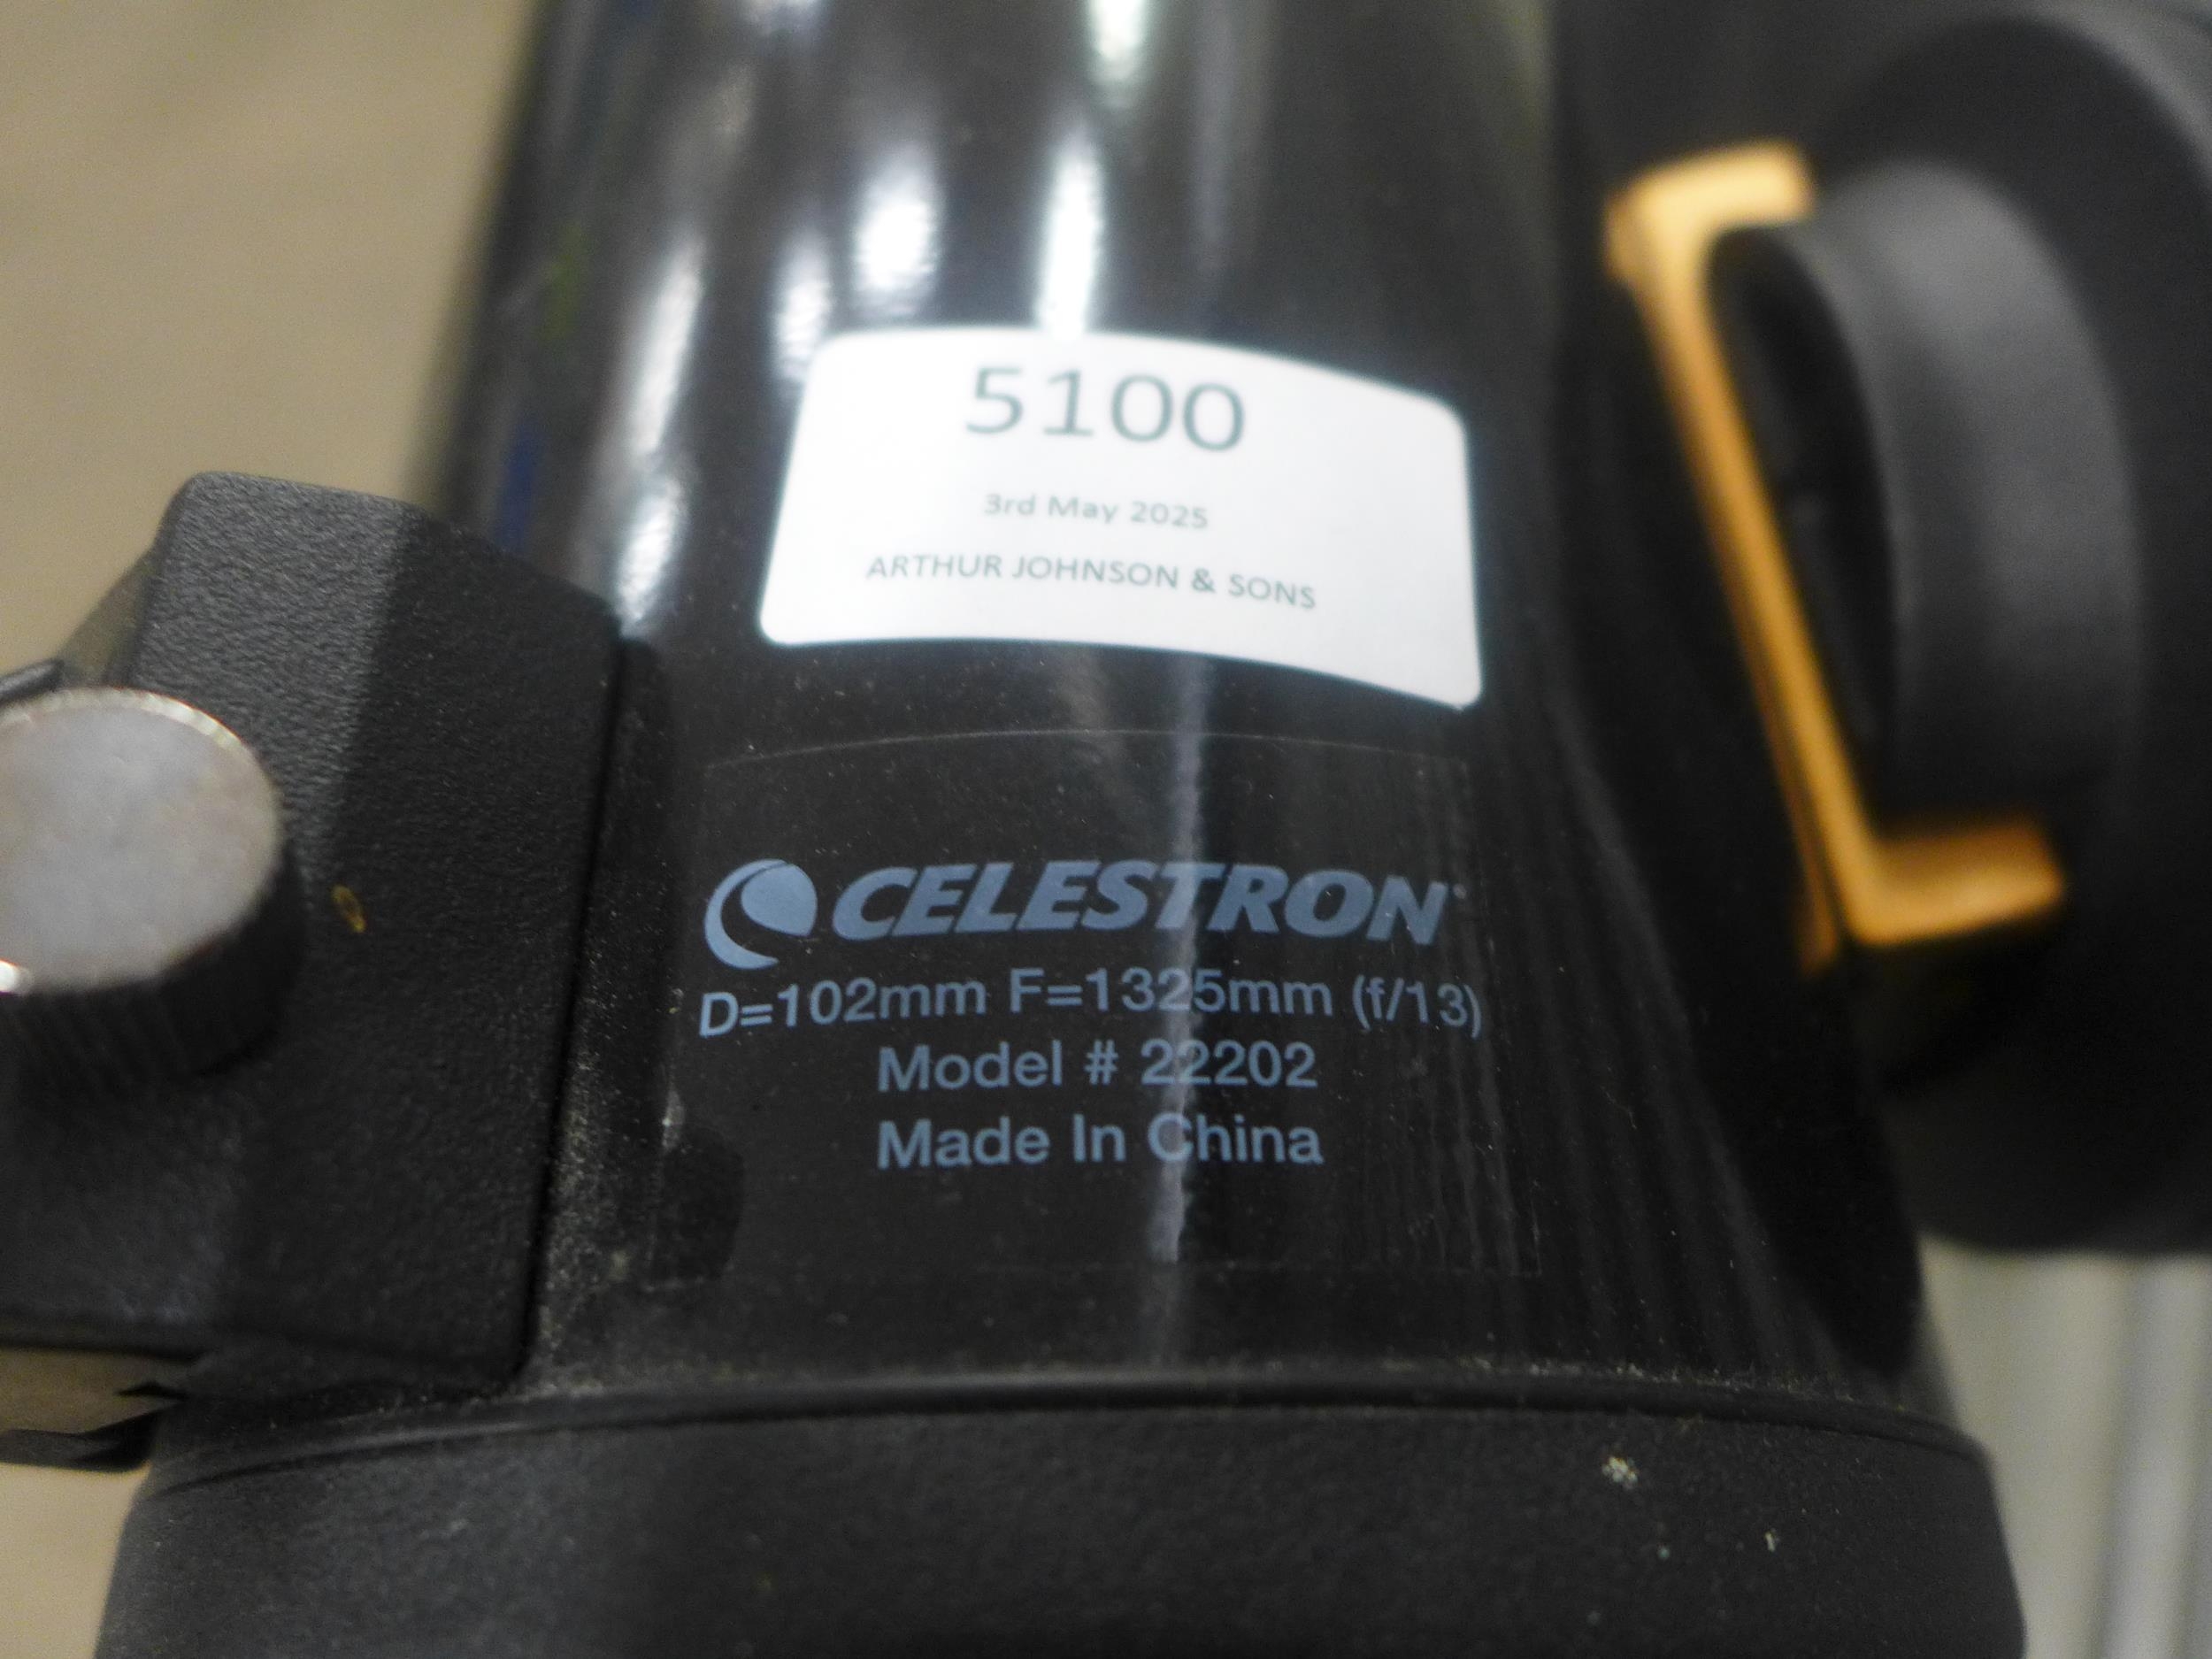 5100
3rd May 2025
ARTHUR JOHNSON & SONS
CELESTRON
D=102mm F=1325mm (f/13)
Model # 22202
Made In China